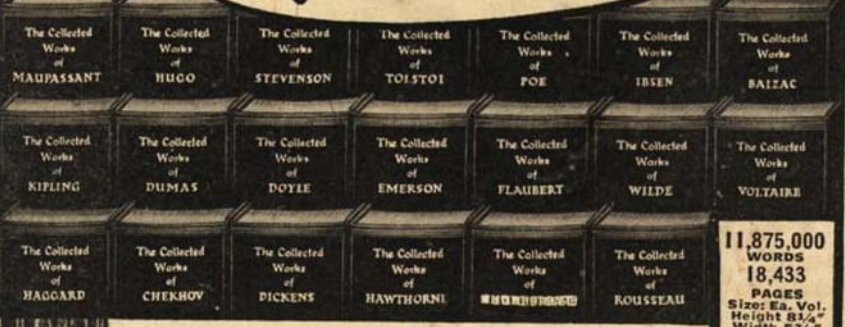 The Collected
Works
of
MAUPASSANT
The Collected
Works
of
HUGO
The Collected
Works
of
STEVENSON
The Collected
Works
of
TOLSTOI
The Collected
Works
of
POE
The Collected
Works
of
IBSEN
The Collected
Works
of
BALZAC
The Collected
Works
of
KIPLING
The Collected
Works
of
DUMAS
The Collected
Works
of
DOYLE
The Collected
Works
of
EMERSON
The Collected
Works
of
FLAUBERT
The Collected
Works
of
WILDE
The Collected
Works
of
VOLTAIRE
The Collected
Works
of
HAGGARD
The Collected
Works
of
CHEKHOV
The Collected
Works
of
DICKENS
The Collected
Works
of
HAWTHORNE
The Collected
Works
of
The Collected
Works
of
ROUSSEAU
11,875,000
WORDS
18,433
PAGES
Size: Ea. Vol.
Height 8¼"